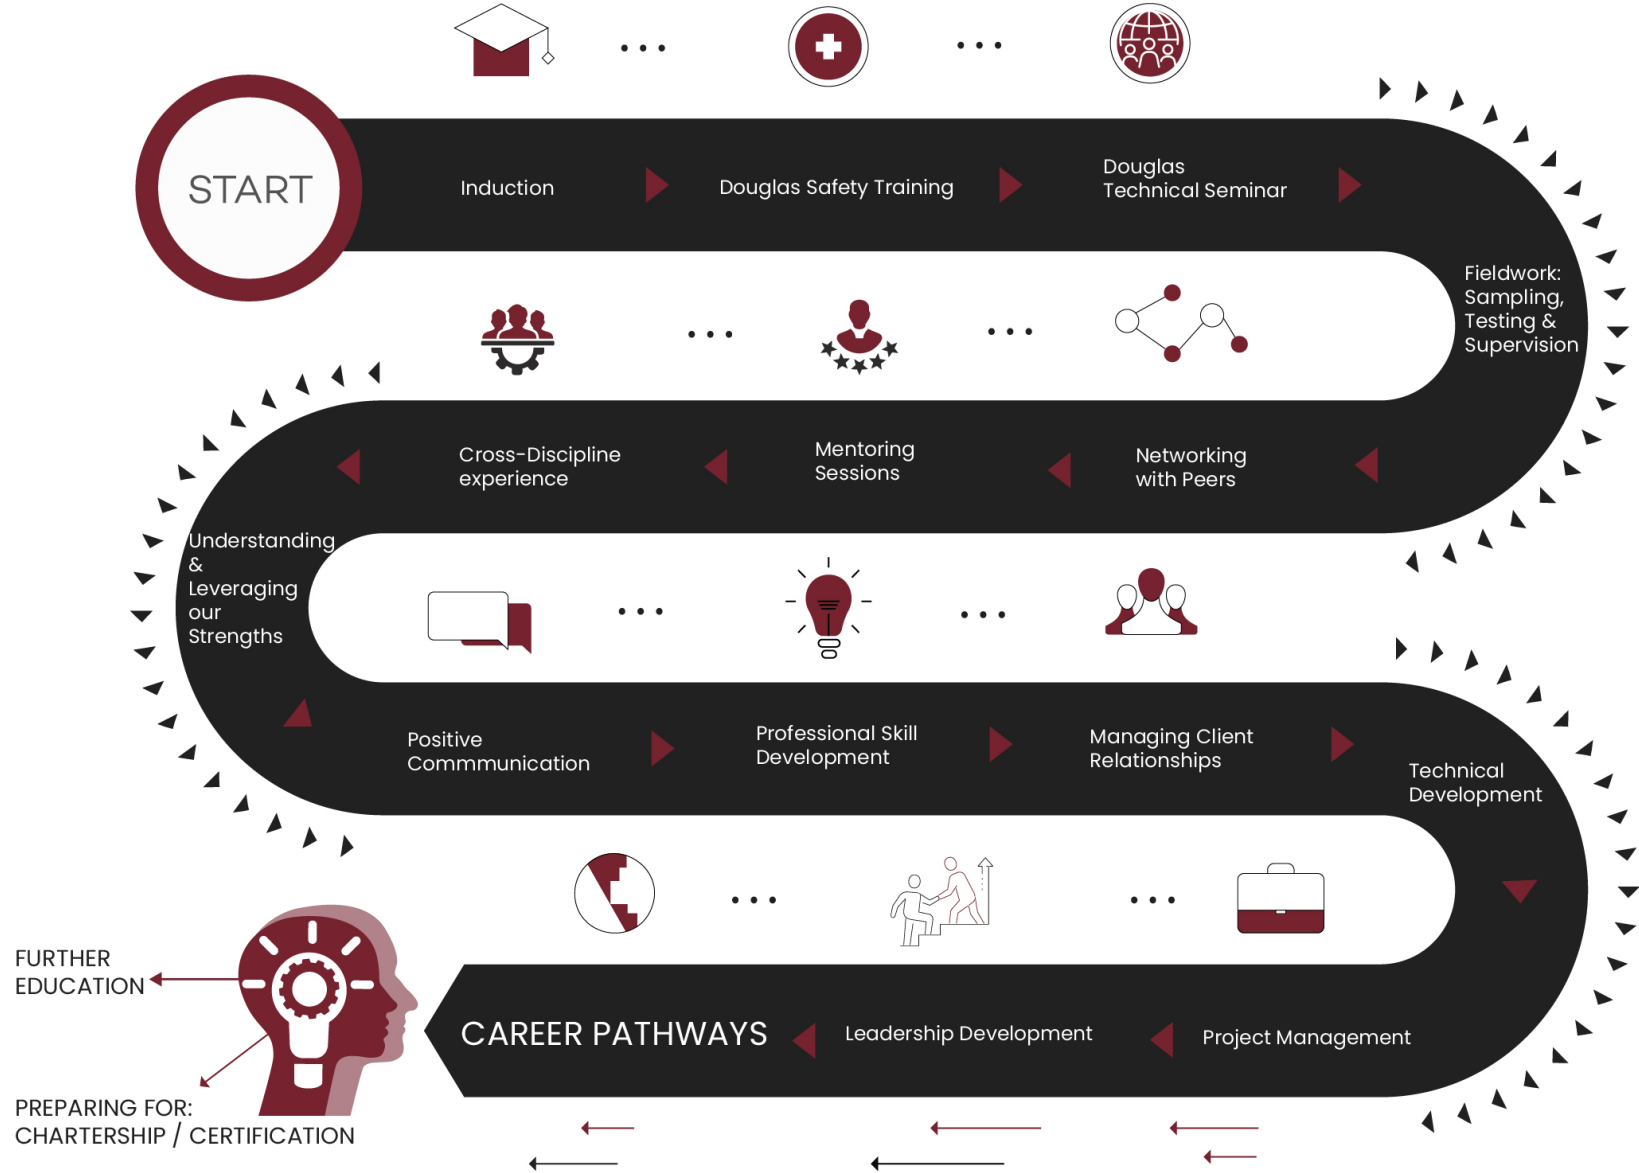 START
Induction
Douglas Safety Training
Douglas
Technical Seminar
Fieldwork:
Sampling,
Testing &
Supervision
Networking
with Peers
Mentoring
Sessions
Cross-Discipline
experience
Understanding
&
Leveraging
our
Strengths
Positive
Commmunication
Professional Skill
Development
Managing Client
Relationships
Technical
Development
Project Management
Leadership Development
CAREER PATHWAYS
FURTHER
EDUCATION
PREPARING FOR:
CHARTERSHIP / CERTIFICATION